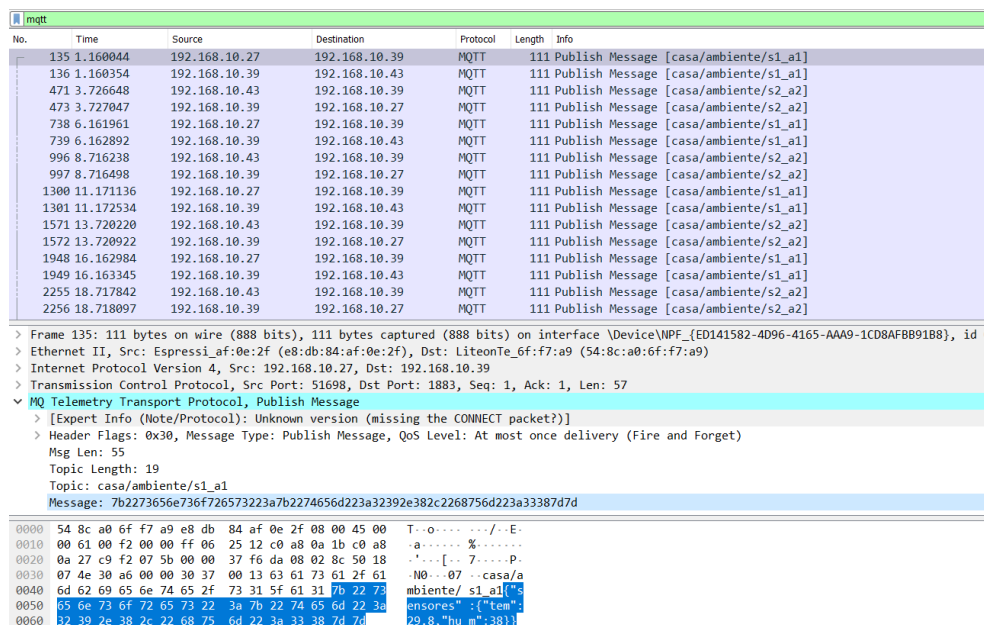 mqtt
No. Time Source Destination Protocol Length Info
135 1.160044 192.168.10.27 192.168.10.39 MQTT 111 Publish Message [casa/ambiente/s1_a1]
136 1.160354 192.168.10.39 192.168.10.43 MQTT 111 Publish Message [casa/ambiente/s1_a1]
471 3.726648 192.168.10.43 192.168.10.39 MQTT 111 Publish Message [casa/ambiente/s2_a2]
473 3.727047 192.168.10.39 192.168.10.27 MQTT 111 Publish Message [casa/ambiente/s2_a2]
738 6.161961 192.168.10.27 192.168.10.39 MQTT 111 Publish Message [casa/ambiente/s1_a1]
739 6.162892 192.168.10.39 192.168.10.43 MQTT 111 Publish Message [casa/ambiente/s1_a1]
996 8.716238 192.168.10.43 192.168.10.39 MQTT 111 Publish Message [casa/ambiente/s2_a2]
997 8.716498 192.168.10.39 192.168.10.27 MQTT 111 Publish Message [casa/ambiente/s2_a2]
1300 11.171136 192.168.10.27 192.168.10.39 MQTT 111 Publish Message [casa/ambiente/s1_a1]
1301 11.172534 192.168.10.39 192.168.10.43 MQTT 111 Publish Message [casa/ambiente/s1_a1]
1571 13.720220 192.168.10.43 192.168.10.39 MQTT 111 Publish Message [casa/ambiente/s2_a2]
1572 13.720922 192.168.10.39 192.168.10.27 MQTT 111 Publish Message [casa/ambiente/s2_a2]
1948 16.162984 192.168.10.27 192.168.10.39 MQTT 111 Publish Message [casa/ambiente/s1_a1]
1949 16.163345 192.168.10.39 192.168.10.43 MQTT 111 Publish Message [casa/ambiente/s1_a1]
2255 18.717842 192.168.10.43 192.168.10.39 MQTT 111 Publish Message [casa/ambiente/s2_a2]
2256 18.718097 192.168.10.39 192.168.10.27 MQTT 111 Publish Message [casa/ambiente/s2_a2]
> Frame 135: 111 bytes on wire (888 bits), 111 bytes captured (888 bits) on interface \Device\NPF_{ED141582-4D96-4165-AAA9-1CD8AFBB91B8}, id
> Ethernet II, Src: Espressi_af:0e:2f (e8:db:84:af:0e:2f), Dst: LiteonTe_6f:f7:a9 (54:8c:a0:6f:f7:a9)
> Internet Protocol Version 4, Src: 192.168.10.27, Dst: 192.168.10.39
> Transmission Control Protocol, Src Port: 51698, Dst Port: 1883, Seq: 1, Ack: 1, Len: 57
MQ Telemetry Transport Protocol, Publish Message
> [Expert Info (Note/Protocol): Unknown version (missing the CONNECT packet?)]
> Header Flags: 0x30, Message Type: Publish Message, QoS Level: At most once delivery (Fire and Forget)
Msg Len: 55
Topic Length: 19
Topic: casa/ambiente/s1_a1
Message: 7b2273656e736f726573223a7b2274656d223a32392e382c2268756d223a33387d7d
0000 54 8c a0 6f f7 a9 e8 db 84 af 0e 2f 08 00 45 00 T··o···· ···/··E·
0010 00 61 00 f2 00 00 ff 06 25 12 c0 a8 0a 1b c0 a8 ·a······ %·······
0020 0a 27 c9 f2 07 5b 00 00 37 f6 da 08 02 8c 50 18 ·'···[·· 7·····P·
0030 07 4e 30 a6 00 00 30 37 00 13 63 61 73 61 2f 61 ·N0···07 ··casa/a
0040 6d 62 69 65 6e 74 65 2f 73 31 5f 61 31 7b 22 73 mbiente/ s1_a1{"s
0050 65 6e 73 6f 72 65 73 22 3a 7b 22 74 65 6d 22 3a ensores" :{"tem":
0060 32 39 2e 38 2c 22 68 75 6d 22 3a 33 38 7d 7d 29.8,"hu m":38}}